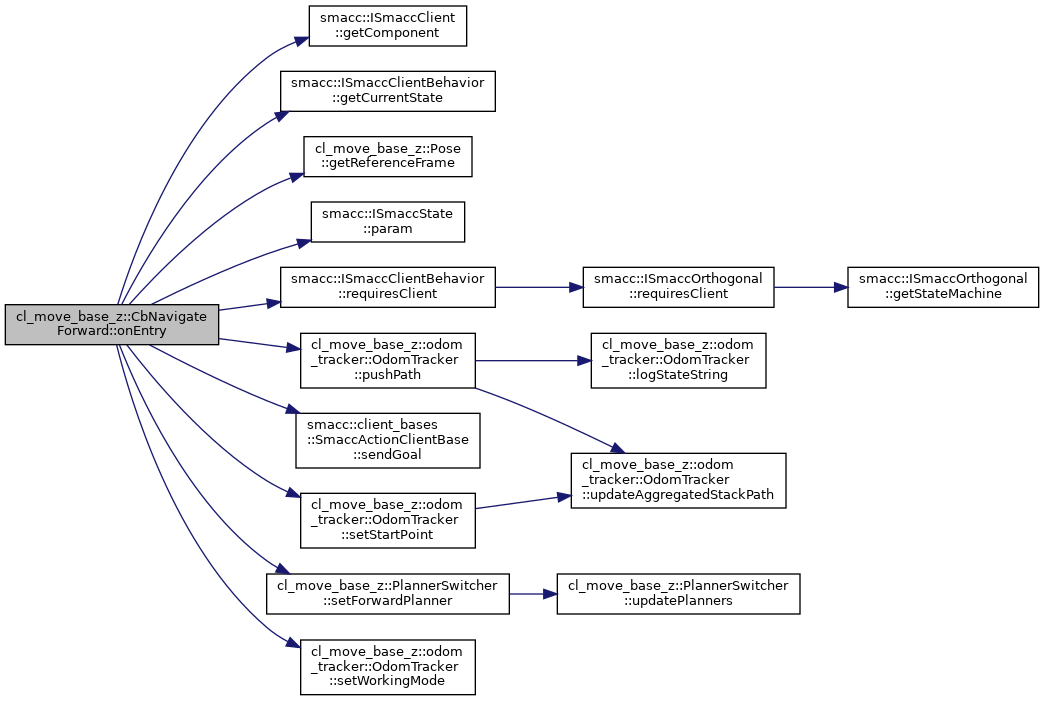 smacc::ISmaccClient
::getComponent
smacc::ISmaccClientBehavior
::getCurrentState
cl_move_base_z::Pose
::getReferenceFrame
smacc::ISmaccState
::param
smacc::ISmaccClientBehavior
::requiresClient
smacc::ISmaccOrthogonal
::requiresClient
smacc::ISmaccOrthogonal
::getStateMachine
cl_move_base_z::CbNavigate
Forward::onEntry
cl_move_base_z::odom
_tracker::OdomTracker
::pushPath
cl_move_base_z::odom
_tracker::OdomTracker
::logStateString
smacc::client_bases
::SmaccActionClientBase
::sendGoal
cl_move_base_z::odom
_tracker::OdomTracker
::updateAggregatedStackPath
cl_move_base_z::odom
_tracker::OdomTracker
::setStartPoint
cl_move_base_z::PlannerSwitcher
::setForwardPlanner
cl_move_base_z::PlannerSwitcher
::updatePlanners
cl_move_base_z::odom
_tracker::OdomTracker
::setWorkingMode